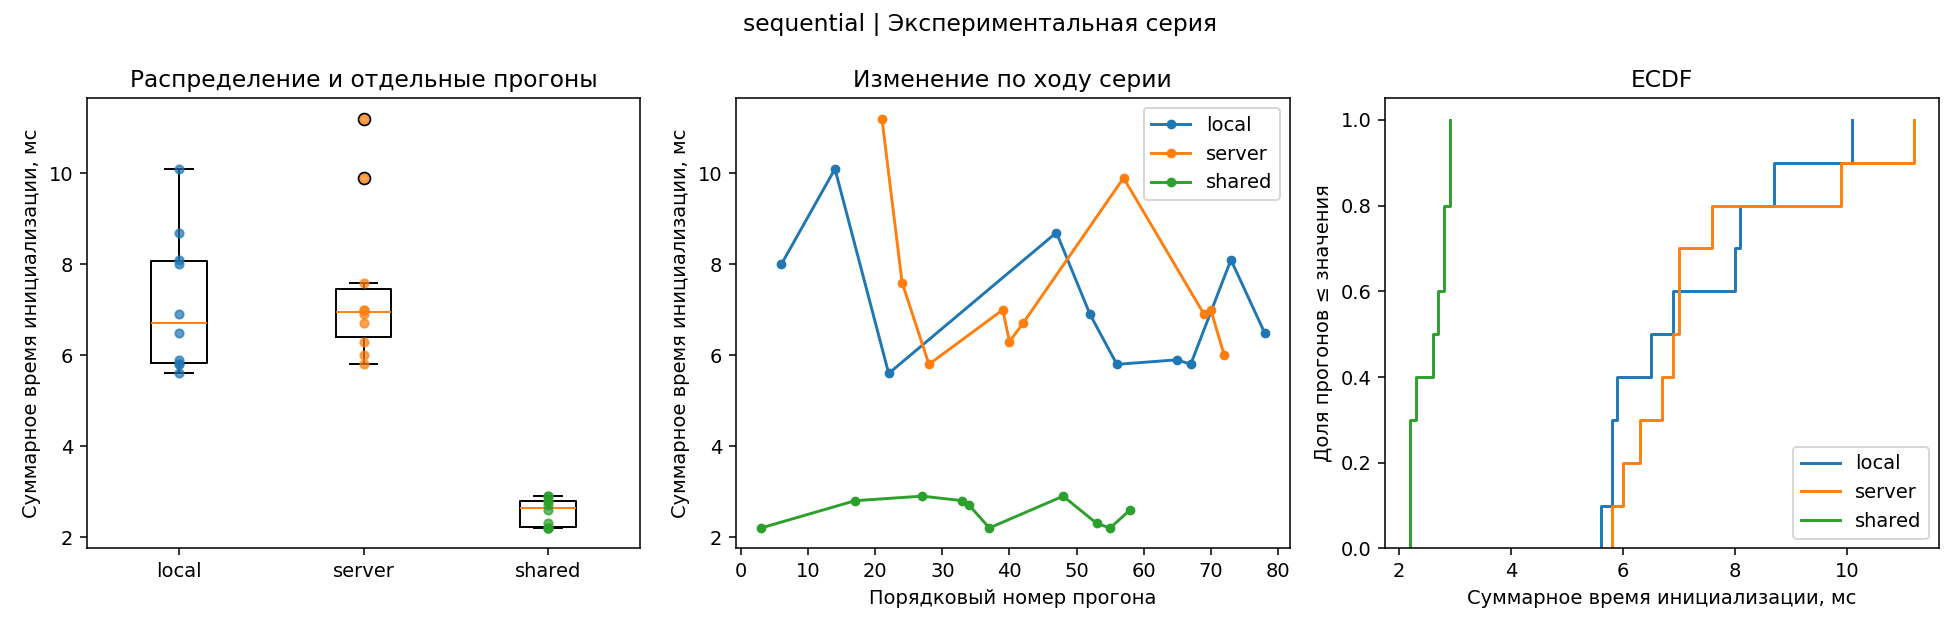 sequential | Экспериментальная серия
Распределение и отдельные прогоны
Суммарное время инициализации, мс
10
8
6
4
2
local
server
shared
Изменение по ходу серии
Суммарное время инициализации, мс
10
8
6
4
2
local
server
shared
0
10
20
30
40
50
60
70
80
Порядковый номер прогона
ECDF
Доля прогонов ≤ значения
1.0
0.8
0.6
0.4
0.2
0.0
local
server
shared
2
4
6
8
10
Суммарное время инициализации, мс